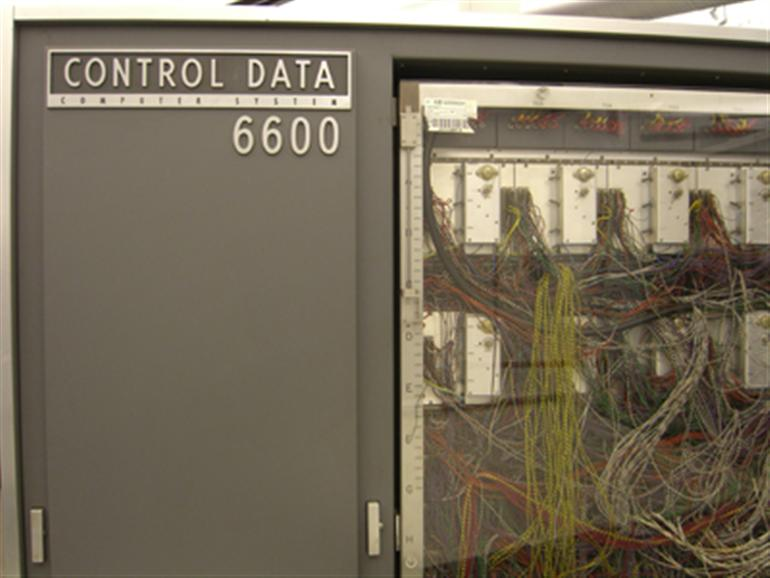 CONTROL DATA
COMPUTER SYSTEM
6600
D
E
G
H